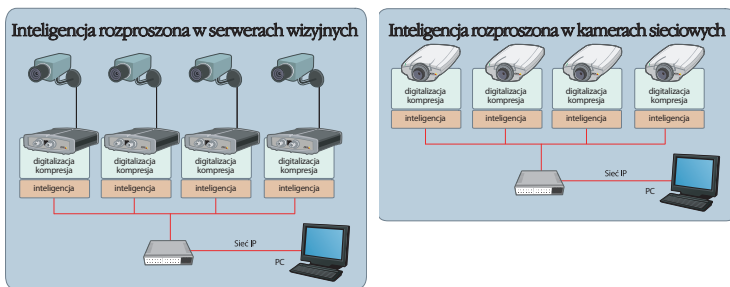 Inteligencja rozproszona w serwerach wizyjnych
digitalizacja
kompresja
inteligencja
digitalizacja
kompresja
inteligencja
digitalizacja
kompresja
inteligencja
digitalizacja
kompresja
inteligencja
Sieć IP
PC
Inteligencja rozproszona w kamerach sieciowych
digitalizacja
kompresja
inteligencja
digitalizacja
kompresja
inteligencja
digitalizacja
kompresja
inteligencja
digitalizacja
kompresja
inteligencja
Sieć IP
PC